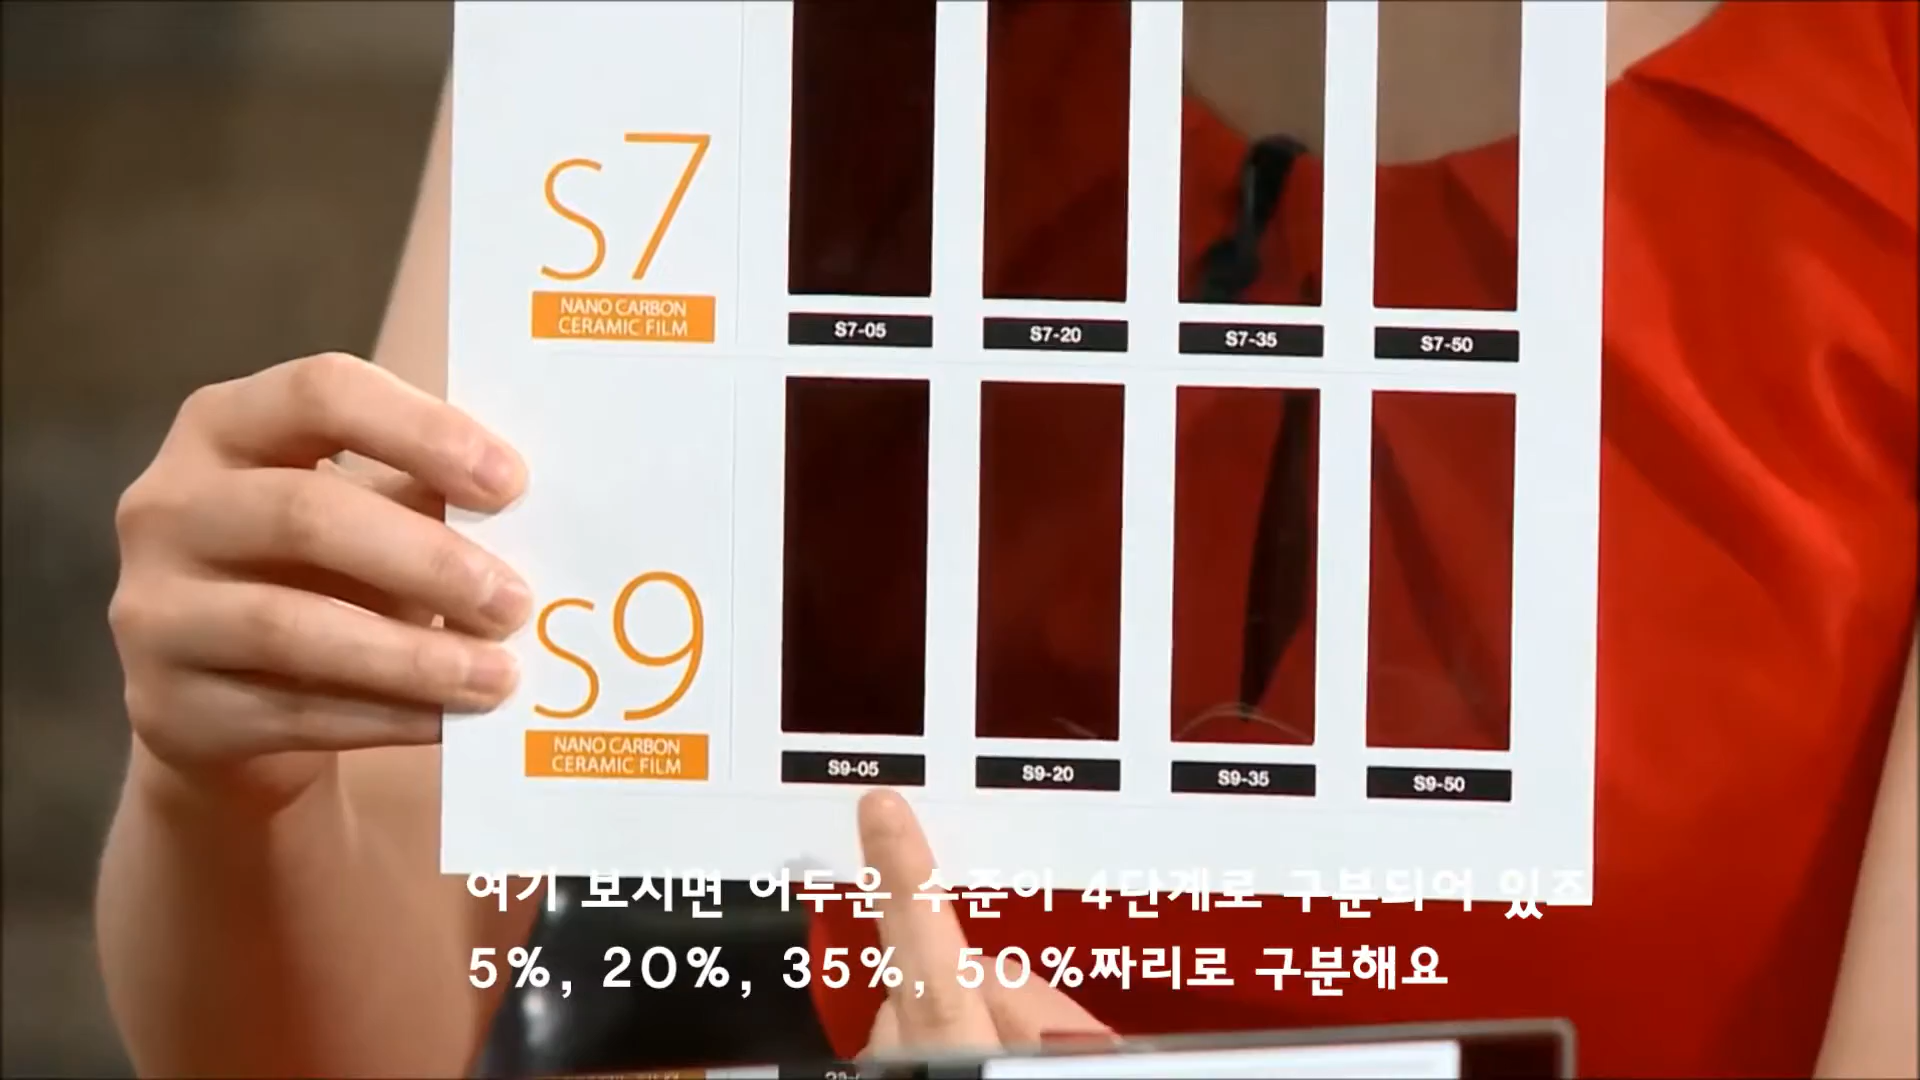 S7
NANO CARBON
CERAMIC FILM
S7-05
S7-20
S7-35
S7-50
S9
NANO CARBON
CERAMIC FILM
S9-05
S9-20
S9-35
S9-50
여기 보시면 어두운 수준이 4단계로 구분되어 있죠
5%, 20%, 35%, 50%짜리로 구분해요